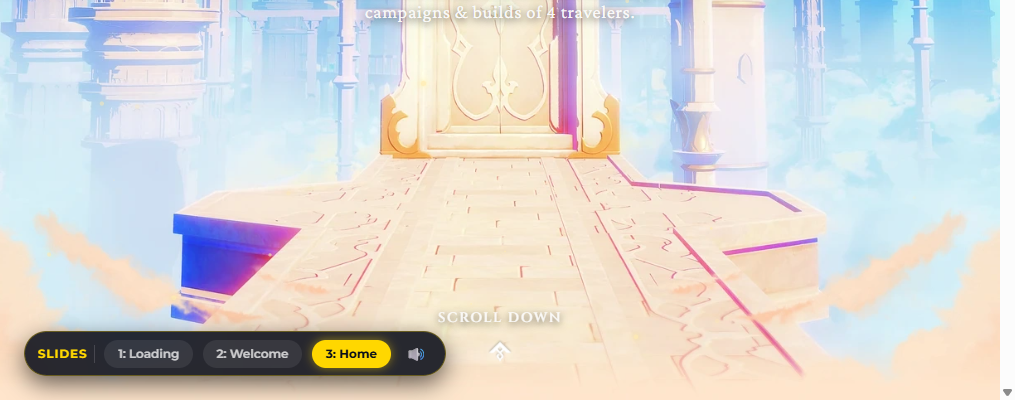 campaigns & builds of 4 travelers.
SCROLL DOWN
SLIDES
1: Loading
2: Welcome
3: Home